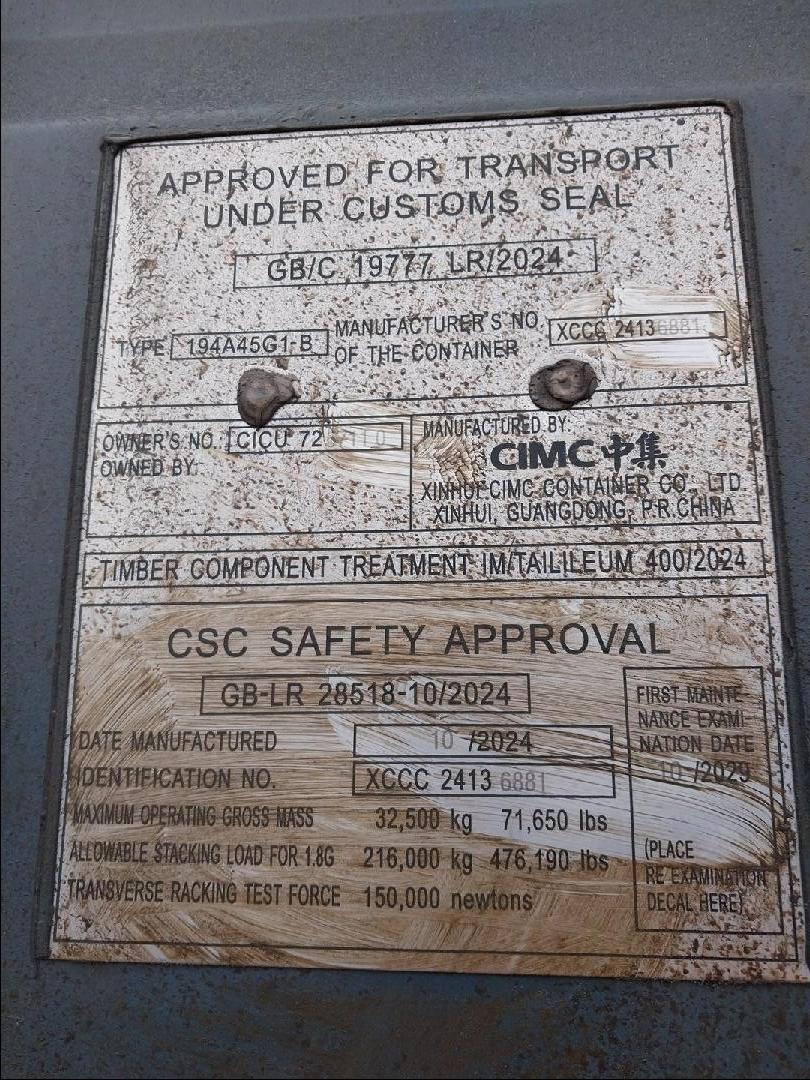 APPROVED FOR TRANSPORT
UNDER CUSTOMS SEAL
GB/C 19777 LR/2024
TYPE 194A45G1-B
MANUFACTURER'S NO.
OF THE CONTAINER
XCCC 24136881
OWNER'S NO.: CICU 72
OWNED BY:
MANUFACTURED BY:
CIMC 中集
XINHUI CIMC CONTAINER CO., LTD.
XINHUI, GUANGDONG, P.R.CHINA
TIMBER COMPONENT TREATMENT IM/TAILILEUM 400/2024
CSC SAFETY APPROVAL
GB-LR 28518-10/2024
DATE MANUFACTURED 10 /2024
IDENTIFICATION NO. XCCC 2413 6881
MAXIMUM OPERATING GROSS MASS 32,500 kg 71,650 lbs
ALLOWABLE STACKING LOAD FOR 1.8G 216,000 kg 476,190 lbs
TRANSVERSE RACKING TEST FORCE 150,000 newtons
FIRST MAINTE-
NANCE EXAMI-
NATION DATE
10 /2029
(PLACE
RE EXAMINATION
DECAL HERE)